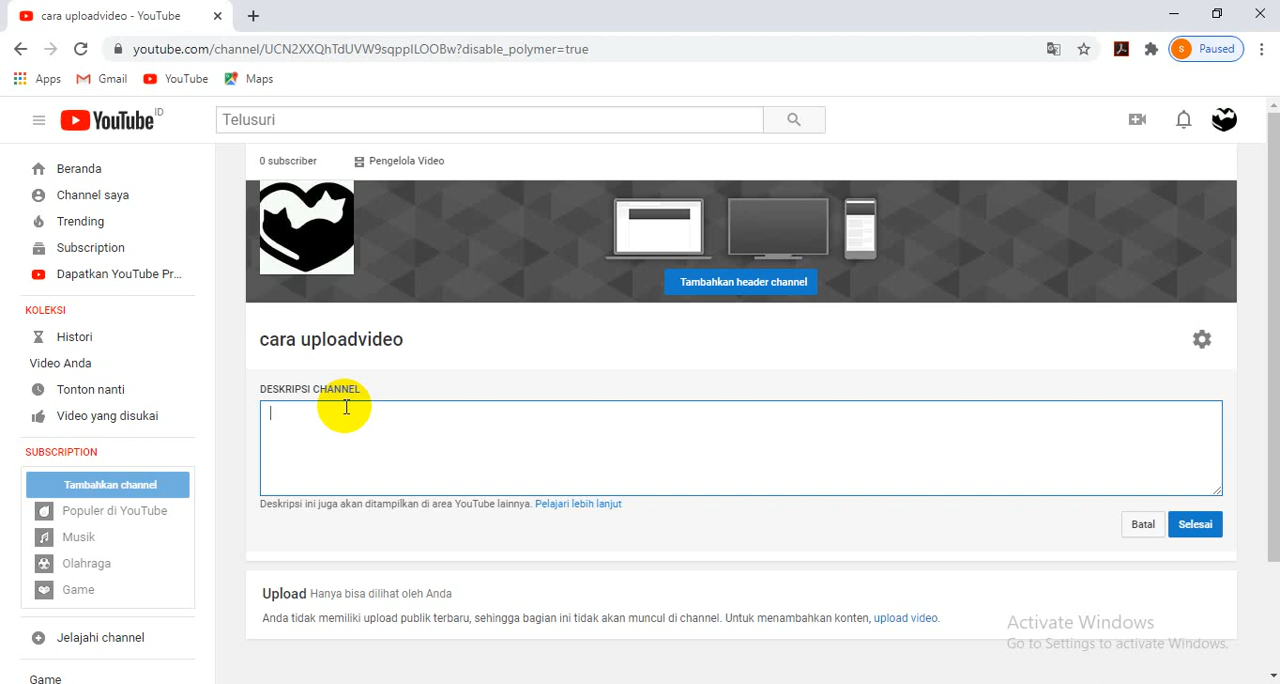 cara uploadvideo - YouTube
youtube.com/channel/UCN2XXQhTdUVW9sqppILOOBw?disable_polymer=true
S Paused
Apps Gmail YouTube Maps
YouTube ID
Telusuri
Beranda
Channel saya
Trending
Subscription
Dapatkan YouTube Pr...
KOLEKSI
Histori
Video Anda
Tonton nanti
Video yang disukai
SUBSCRIPTION
Tambahkan channel
Populer di YouTube
Musik
Olahraga
Game
Jelajahi channel
Game
0 subscriber Pengelola Video
Tambahkan header channel
cara uploadvideo
DESKRIPSI CHANNEL
Deskripsi ini juga akan ditampilkan di area YouTube lainnya. Pelajari lebih lanjut
Batal Selesai
Upload Hanya bisa dilihat oleh Anda
Anda tidak memiliki upload publik terbaru, sehingga bagian ini tidak akan muncul di channel. Untuk menambahkan konten, upload video.
Activate Windows
Go to Settings to activate Windows.